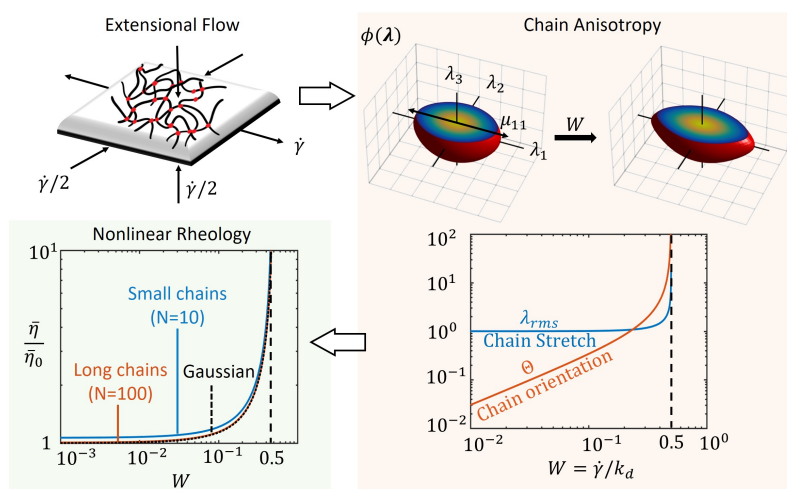 Extensional Flow
γ̇
γ̇/2
γ̇/2
Chain Anisotropy
ϕ(λ)
λ₃
λ₂
μ₁₁
λ₁
W
Nonlinear Rheology
10¹
η̄
η̄₀
1
Small chains
(N=10)
Long chains
(N=100)
Gaussian
10⁻³
10⁻²
10⁻¹
0.5
W
10²
10¹
10⁰
10⁻¹
10⁻²
λᵣₘₛ
Chain Stretch
Θ
Chain orientation
10⁻²
10⁻¹
0.5
10⁰
W = γ̇/k_d